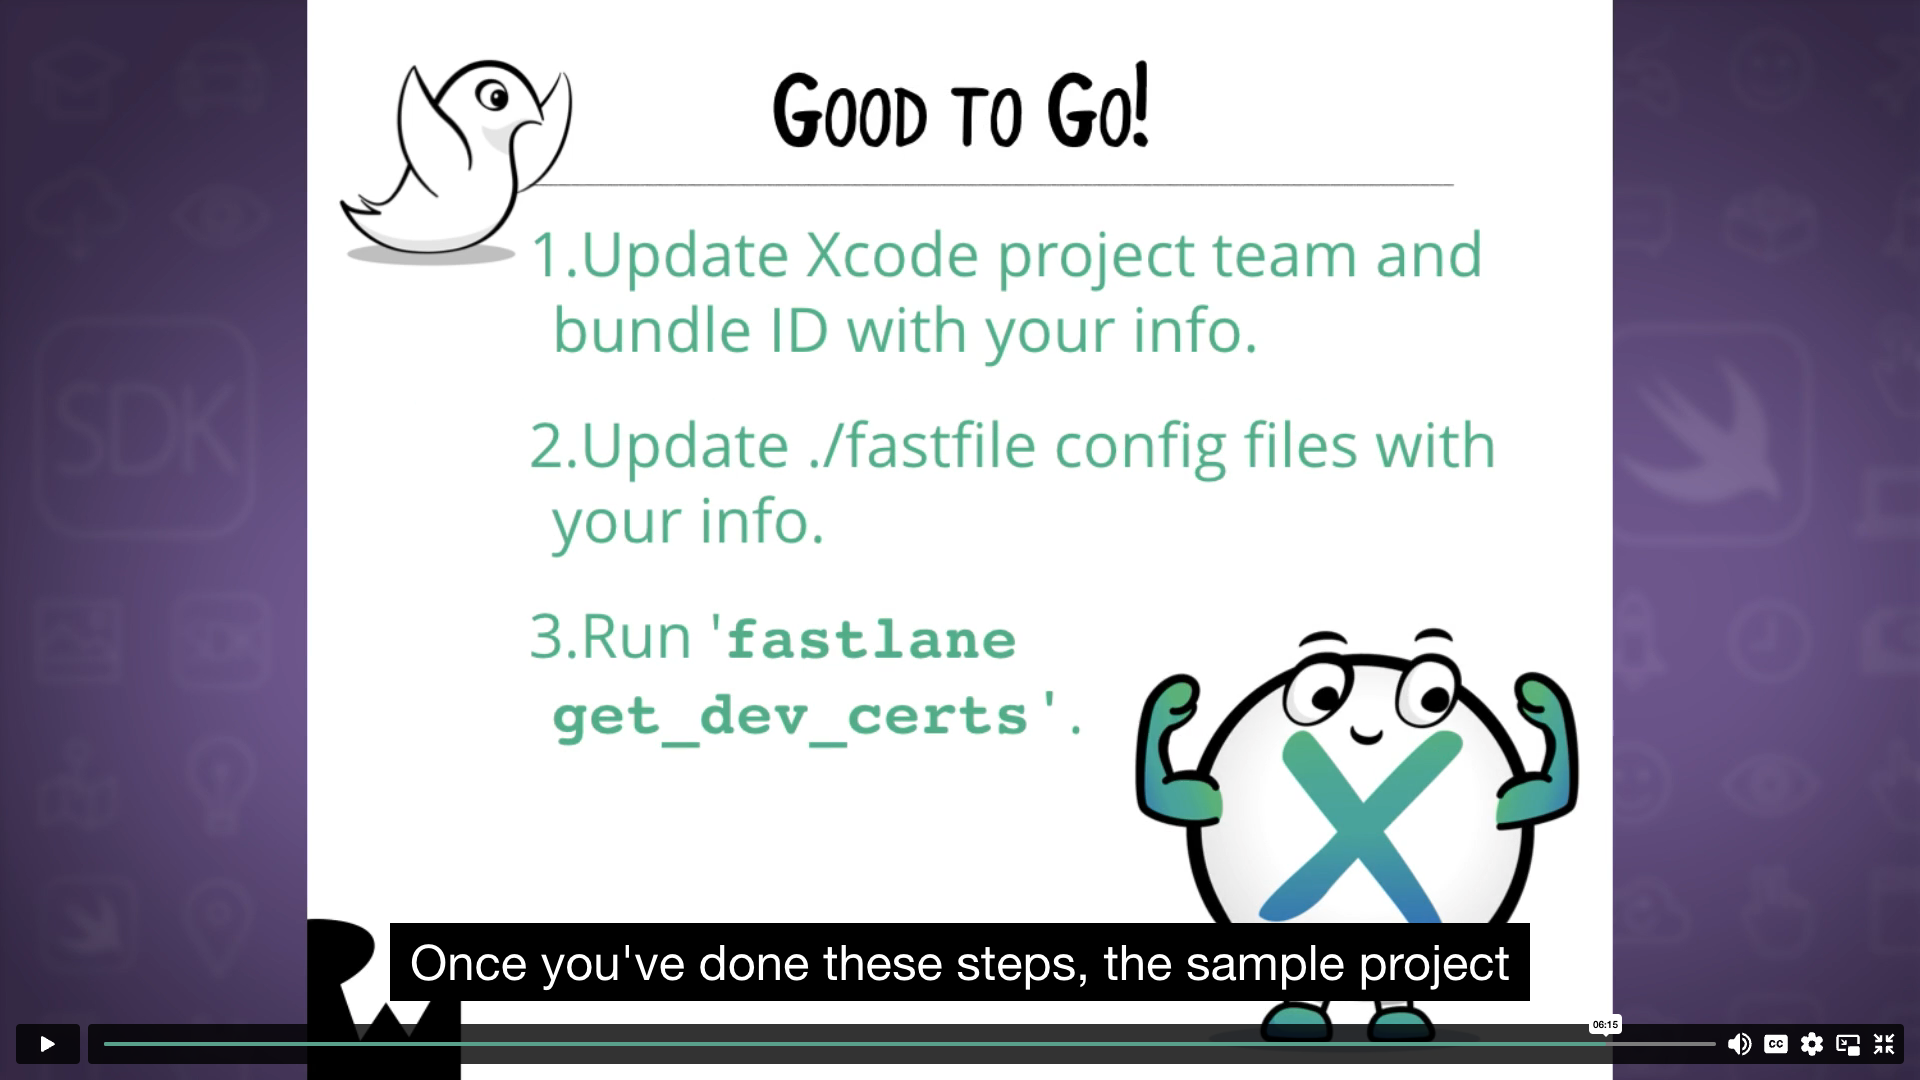 GOOD TO GO!
1.Update Xcode project team and
bundle ID with your info.
2.Update ./fastfile config files with
your info.
3.Run 'fastlane
get_dev_certs'.
SDK
X
Once you've done these steps, the sample project
06:15
CC